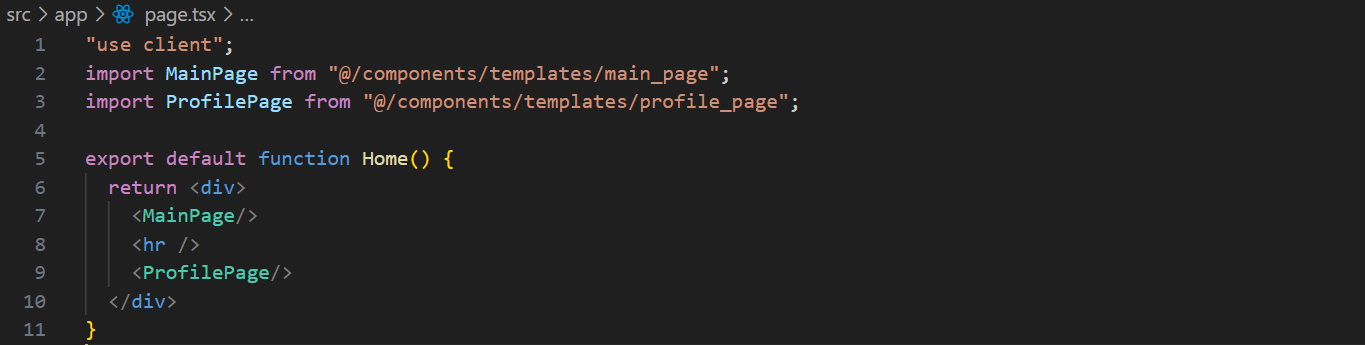 src > app > page.tsx > ...
1 "use client";
2 import MainPage from "@/components/templates/main_page";
3 import ProfilePage from "@/components/templates/profile_page";
4
5 export default function Home() {
6   return <div>
7     <MainPage/>
8     <hr />
9     <ProfilePage/>
10   </div>
11 }